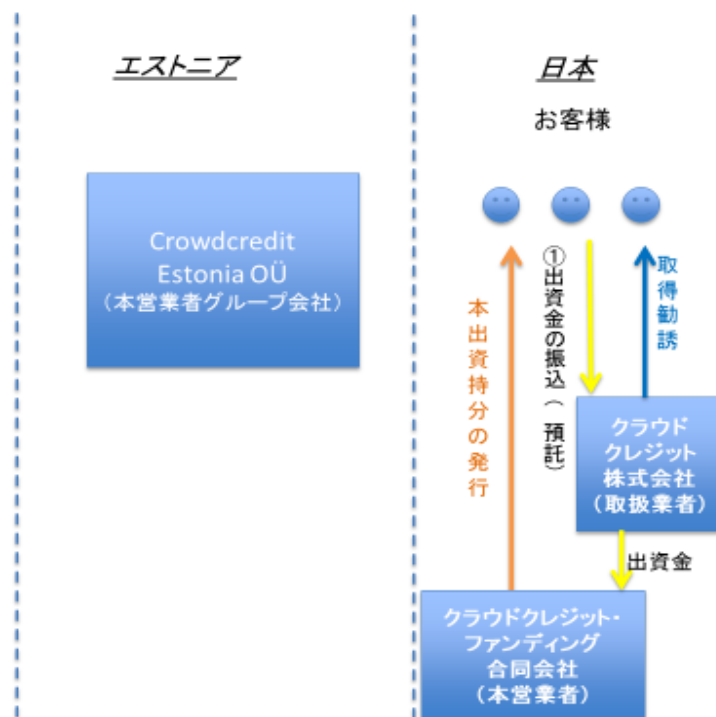 エストニア
日本
お客様
Crowdcredit
Estonia OÜ
（本営業者グループ会社）
本出資持分の発行
①出資金の振込（預託）
取得勧誘
クラウド
クレジット
株式会社
（取扱業者）
出資金
クラウドクレジット・
ファンディング
合同会社
（本営業者）